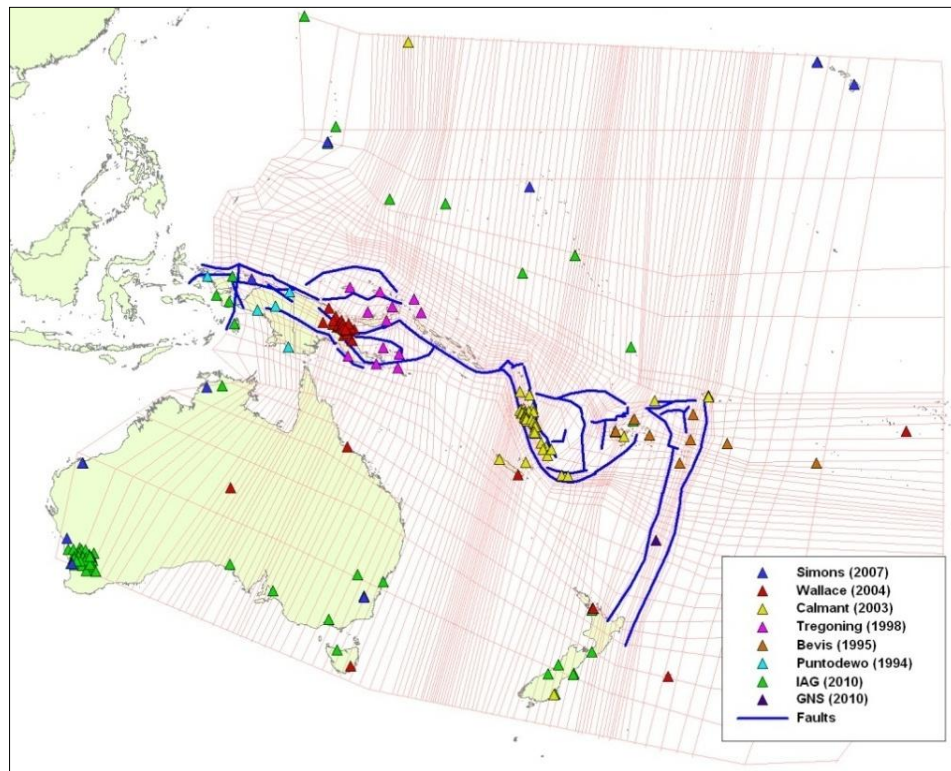 Simons (2007)
Wallace (2004)
Calmant (2003)
Tregoning (1998)
Bevis (1995)
Puntodewo (1994)
IAG (2010)
GNS (2010)
Faults